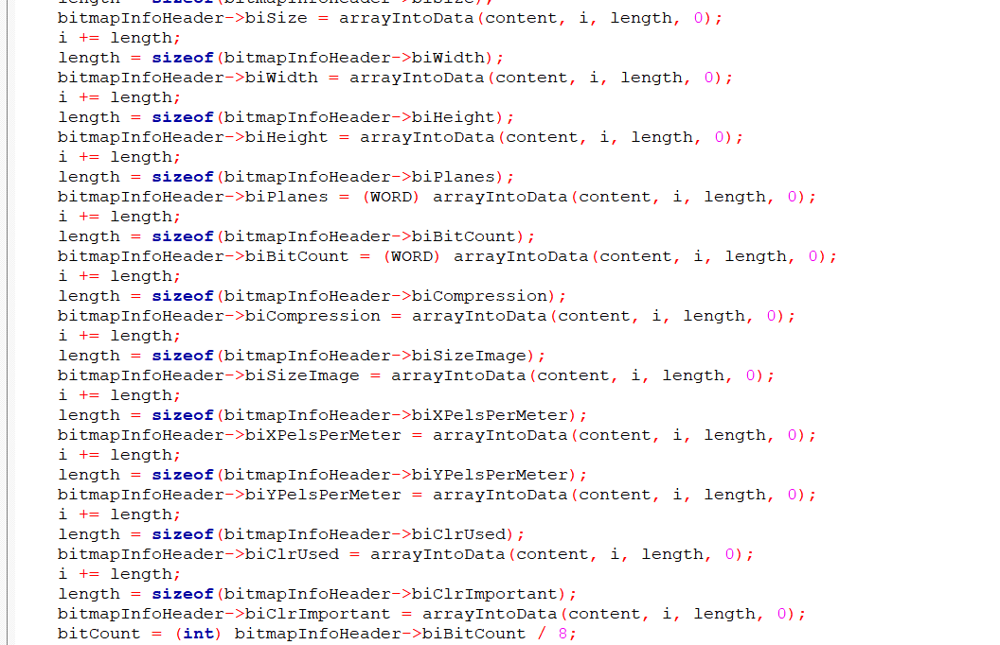 bitmapInfoHeader->biSize = arrayIntoData(content, i, length, 0);
i += length;
length = sizeof(bitmapInfoHeader->biWidth);
bitmapInfoHeader->biWidth = arrayIntoData(content, i, length, 0);
i += length;
length = sizeof(bitmapInfoHeader->biHeight);
bitmapInfoHeader->biHeight = arrayIntoData(content, i, length, 0);
i += length;
length = sizeof(bitmapInfoHeader->biPlanes);
bitmapInfoHeader->biPlanes = (WORD) arrayIntoData(content, i, length, 0);
i += length;
length = sizeof(bitmapInfoHeader->biBitCount);
bitmapInfoHeader->biBitCount = (WORD) arrayIntoData(content, i, length, 0);
i += length;
length = sizeof(bitmapInfoHeader->biCompression);
bitmapInfoHeader->biCompression = arrayIntoData(content, i, length, 0);
i += length;
length = sizeof(bitmapInfoHeader->biSizeImage);
bitmapInfoHeader->biSizeImage = arrayIntoData(content, i, length, 0);
i += length;
length = sizeof(bitmapInfoHeader->biXPelsPerMeter);
bitmapInfoHeader->biXPelsPerMeter = arrayIntoData(content, i, length, 0);
i += length;
length = sizeof(bitmapInfoHeader->biYPelsPerMeter);
bitmapInfoHeader->biYPelsPerMeter = arrayIntoData(content, i, length, 0);
i += length;
length = sizeof(bitmapInfoHeader->biClrUsed);
bitmapInfoHeader->biClrUsed = arrayIntoData(content, i, length, 0);
i += length;
length = sizeof(bitmapInfoHeader->biClrImportant);
bitmapInfoHeader->biClrImportant = arrayIntoData(content, i, length, 0);
bitCount = (int) bitmapInfoHeader->biBitCount / 8;